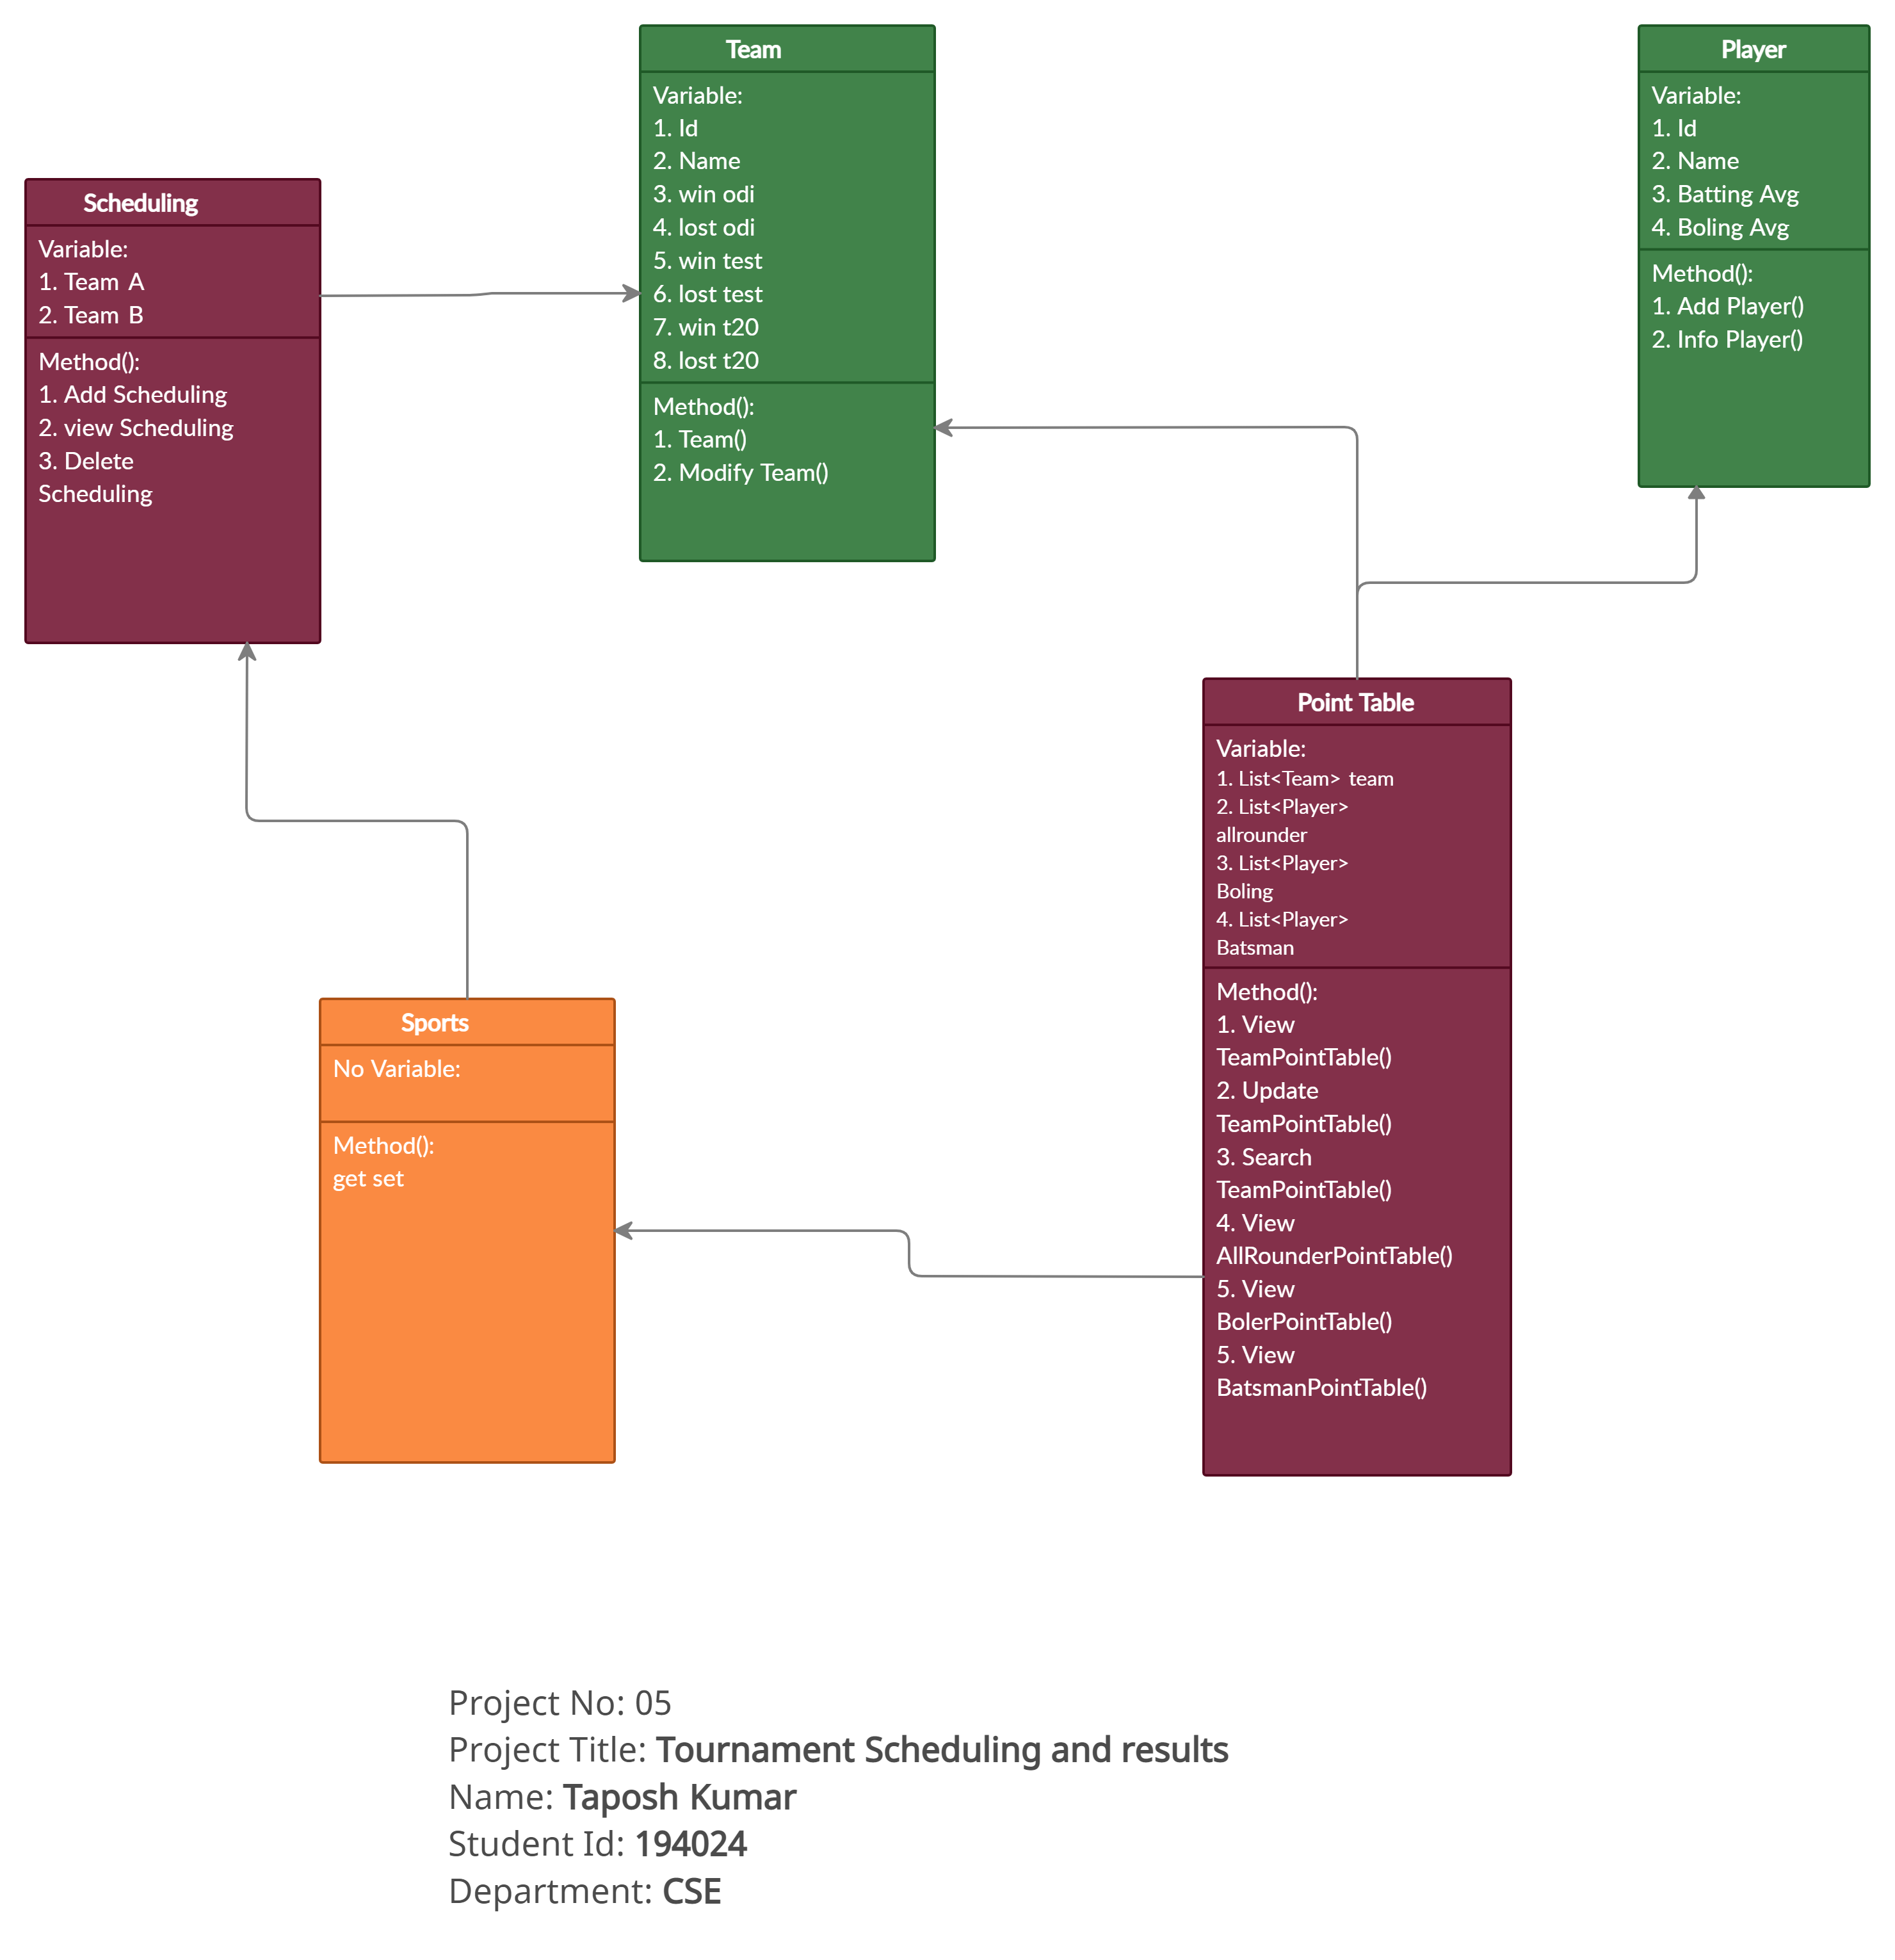 Team
Variable:
1. Id
2. Name
3. win odi
4. lost odi
5. win test
6. lost test
7. win t20
8. lost t20
Method():
1. Team()
2. Modify Team()
Player
Variable:
1. Id
2. Name
3. Batting Avg
4. Boling Avg
Method():
1. Add Player()
2. Info Player()
Scheduling
Variable:
1. Team A
2. Team B
Method():
1. Add Scheduling
2. view Scheduling
3. Delete
Scheduling
Point Table
Variable:
1. List<Team> team
2. List<Player>
allrounder
3. List<Player>
Boling
4. List<Player>
Batsman
Method():
1. View
TeamPointTable()
2. Update
TeamPointTable()
3. Search
TeamPointTable()
4. View
AllRounderPointTable()
5. View
BolerPointTable()
5. View
BatsmanPointTable()
Sports
No Variable:
Method():
get set
Project No: 05
Project Title: Tournament Scheduling and results
Name: Taposh Kumar
Student Id: 194024
Department: CSE